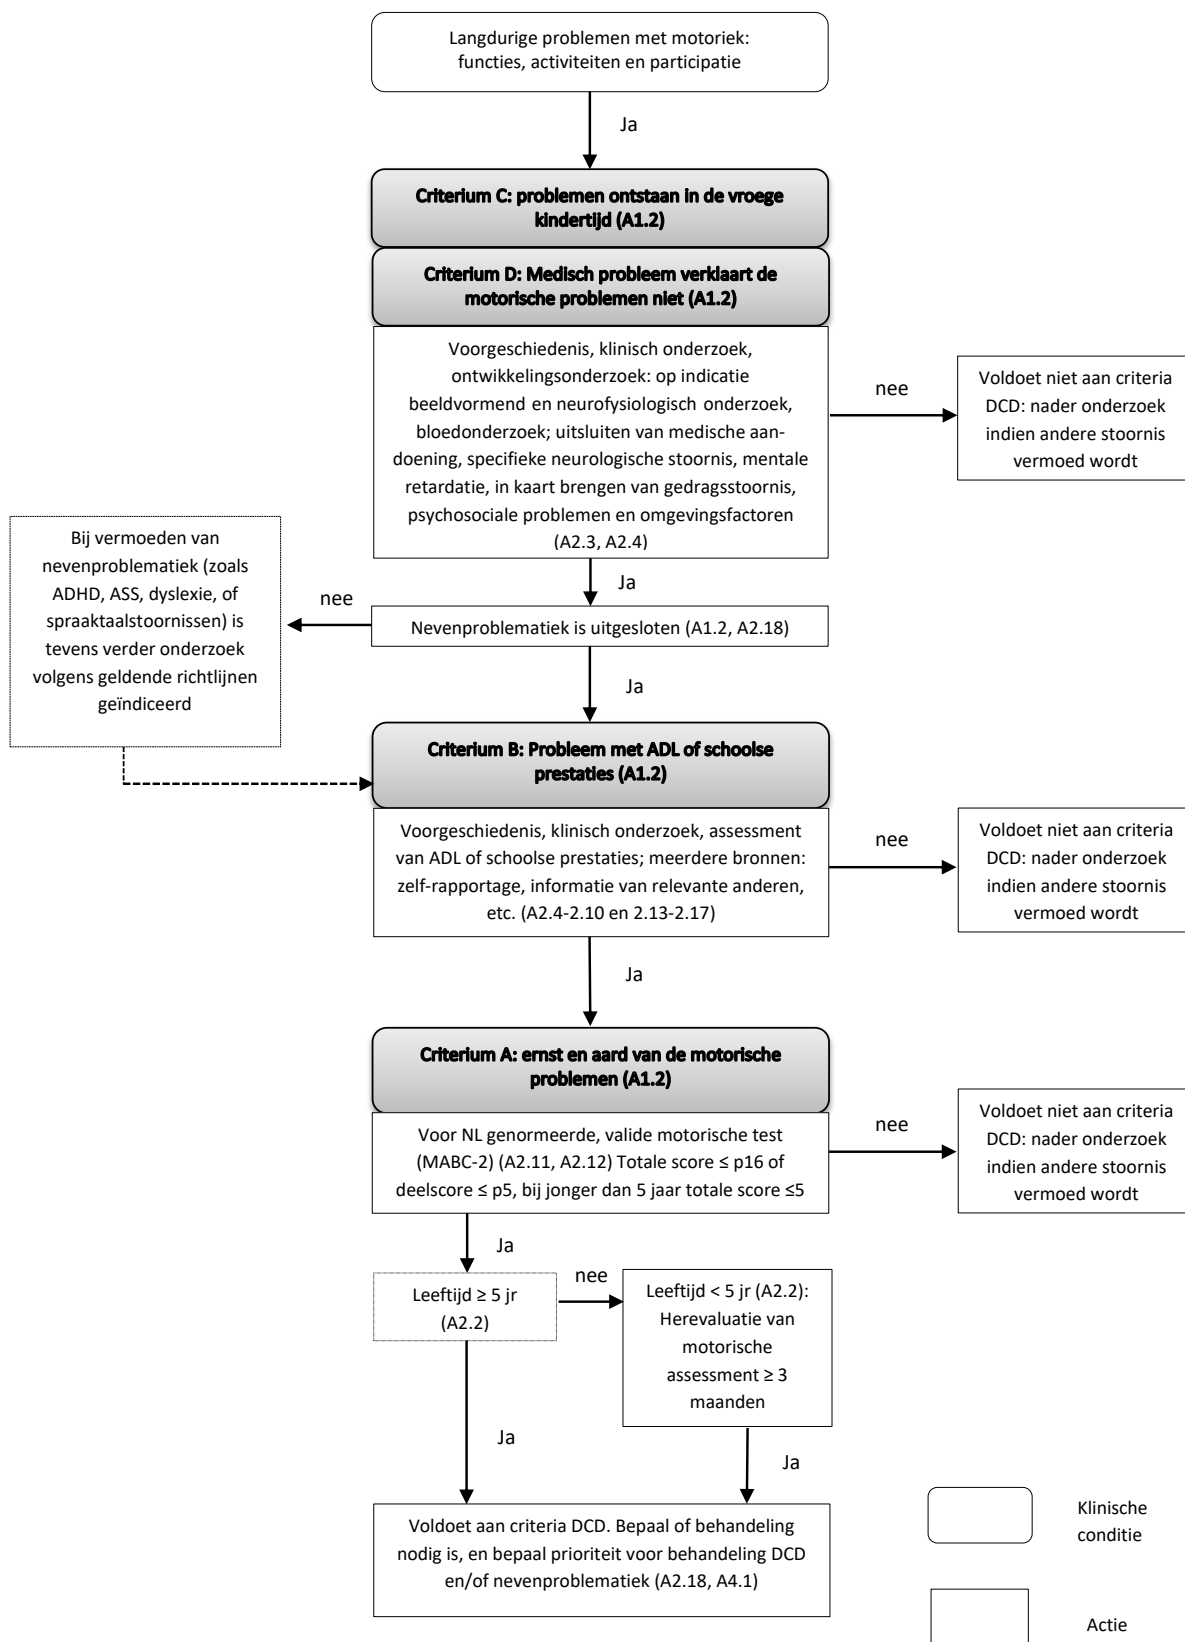 Langdurige problemen met motoriek:
functies, activiteiten en participatie
Ja
Criterium C: problemen ontstaan in de vroege
kindertijd (A1.2)
Criterium D: Medisch probleem verklaart de
motorische problemen niet (A1.2)
Voorgeschiedenis, klinisch onderzoek,
ontwikkelingsonderzoek: op indicatie
beeldvormend en neurofysiologisch onderzoek,
bloedonderzoek; uitsluiten van medische aan-
doening, specifieke neurologische stoornis, mentale
retardatie, in kaart brengen van gedragsstoornis,
psychosociale problemen en omgevingsfactoren
(A2.3, A2.4)
nee
Voldoet niet aan criteria
DCD: nader onderzoek
indien andere stoornis
vermoed wordt
Ja
Nevenproblematiek is uitgesloten (A1.2, A2.18)
nee
Bij vermoeden van
nevenproblematiek (zoals
ADHD, ASS, dyslexie, of
spraaktaalstoornissen) is
tevens verder onderzoek
volgens geldende richtlijnen
geïndiceerd
Ja
Criterium B: Probleem met ADL of schoolse
prestaties (A1.2)
Voorgeschiedenis, klinisch onderzoek, assessment
van ADL of schoolse prestaties; meerdere bronnen:
zelf-rapportage, informatie van relevante anderen,
etc. (A2.4-2.10 en 2.13-2.17)
nee
Voldoet niet aan criteria
DCD: nader onderzoek
indien andere stoornis
vermoed wordt
Ja
Criterium A: ernst en aard van de motorische
problemen (A1.2)
Voor NL genormeerde, valide motorische test
(MABC-2) (A2.11, A2.12) Totale score ≤ p16 of
deelscore ≤ p5, bij jonger dan 5 jaar totale score ≤5
nee
Voldoet niet aan criteria
DCD: nader onderzoek
indien andere stoornis
vermoed wordt
Ja
Leeftijd ≥ 5 jr
(A2.2)
nee
Leeftijd < 5 jr (A2.2):
Herevaluatie van
motorische
assessment ≥ 3
maanden
Ja
Ja
Voldoet aan criteria DCD. Bepaal of behandeling
nodig is, en bepaal prioriteit voor behandeling DCD
en/of nevenproblematiek (A2.18, A4.1)
Klinische
conditie
Actie